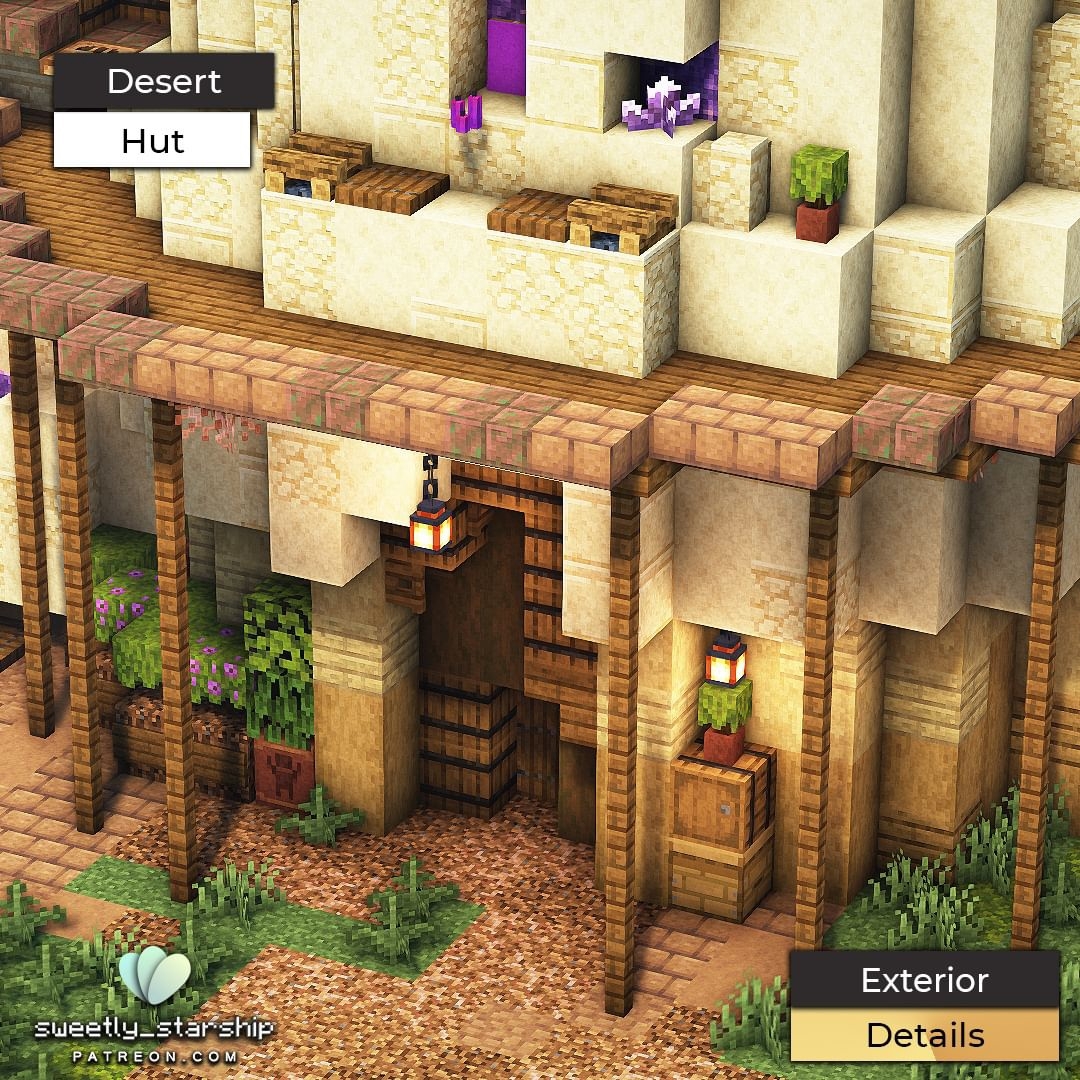 Desert
Hut
Exterior
Details
sweetly_starship
PATREON.COM